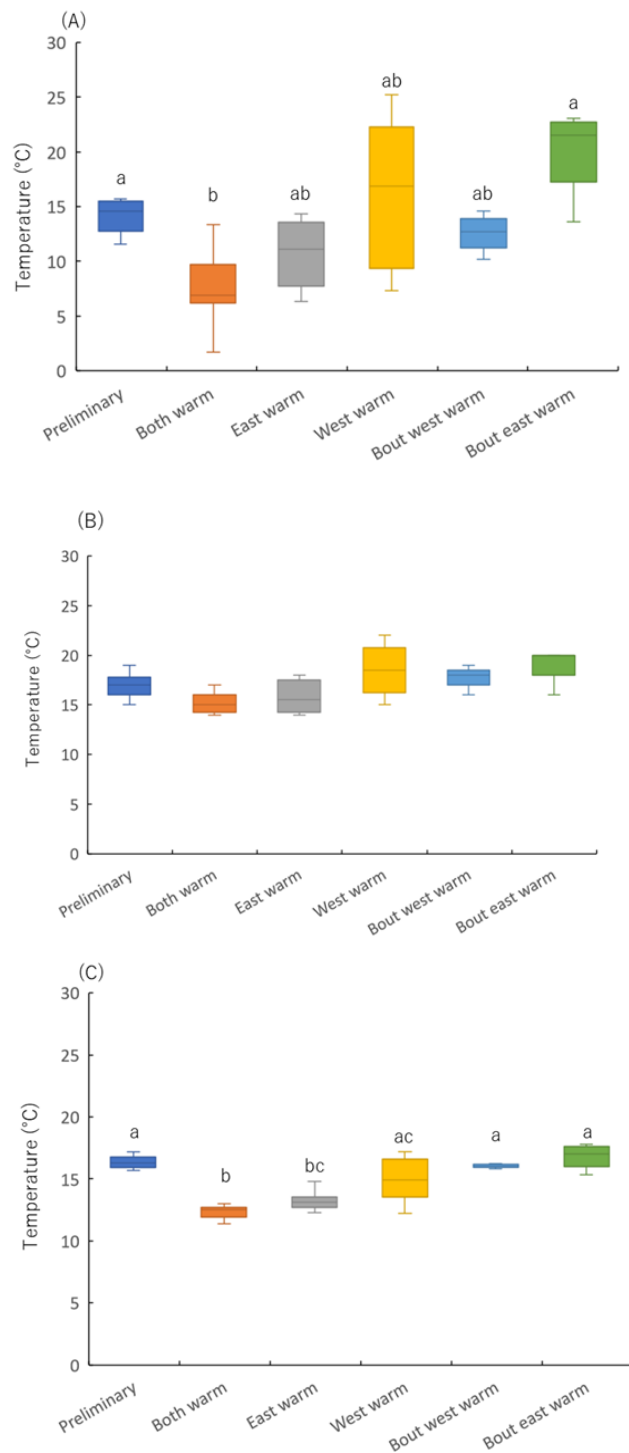 (A)
Temperature (°C)
30
25
20
15
10
5
0
a
b
ab
ab
ab
a
Preliminary
Both warm
East warm
West warm
Bout west warm
Bout east warm
(B)
Temperature (°C)
30
25
20
15
10
5
0
Preliminary
Both warm
East warm
West warm
Bout west warm
Bout east warm
(C)
Temperature (°C)
30
25
20
15
10
5
0
a
b
bc
ac
a
a
Preliminary
Both warm
East warm
West warm
Bout west warm
Bout east warm